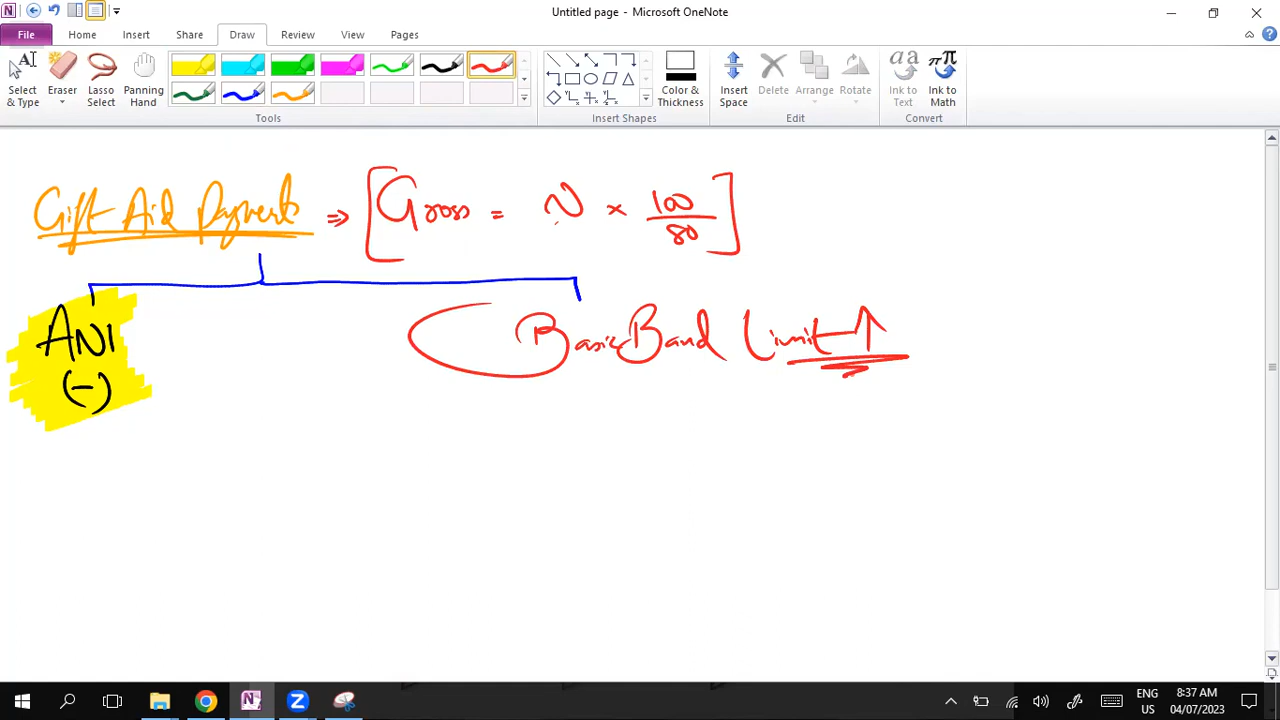 Untitled page - Microsoft OneNote
File Home Insert Share Draw Review View Pages
Select & Type
Eraser
Lasso Select
Panning Hand
Color & Thickness
Insert Space
Delete
Arrange
Rotate
Ink to Text
Ink to Math
Tools
Insert Shapes
Edit
Convert
Gift Aid Payments ⇒ [Gross = N × 100/80]
ANI
(-)
Basic Band Limit ↑
ENG
US
8:37 AM
04/07/2023